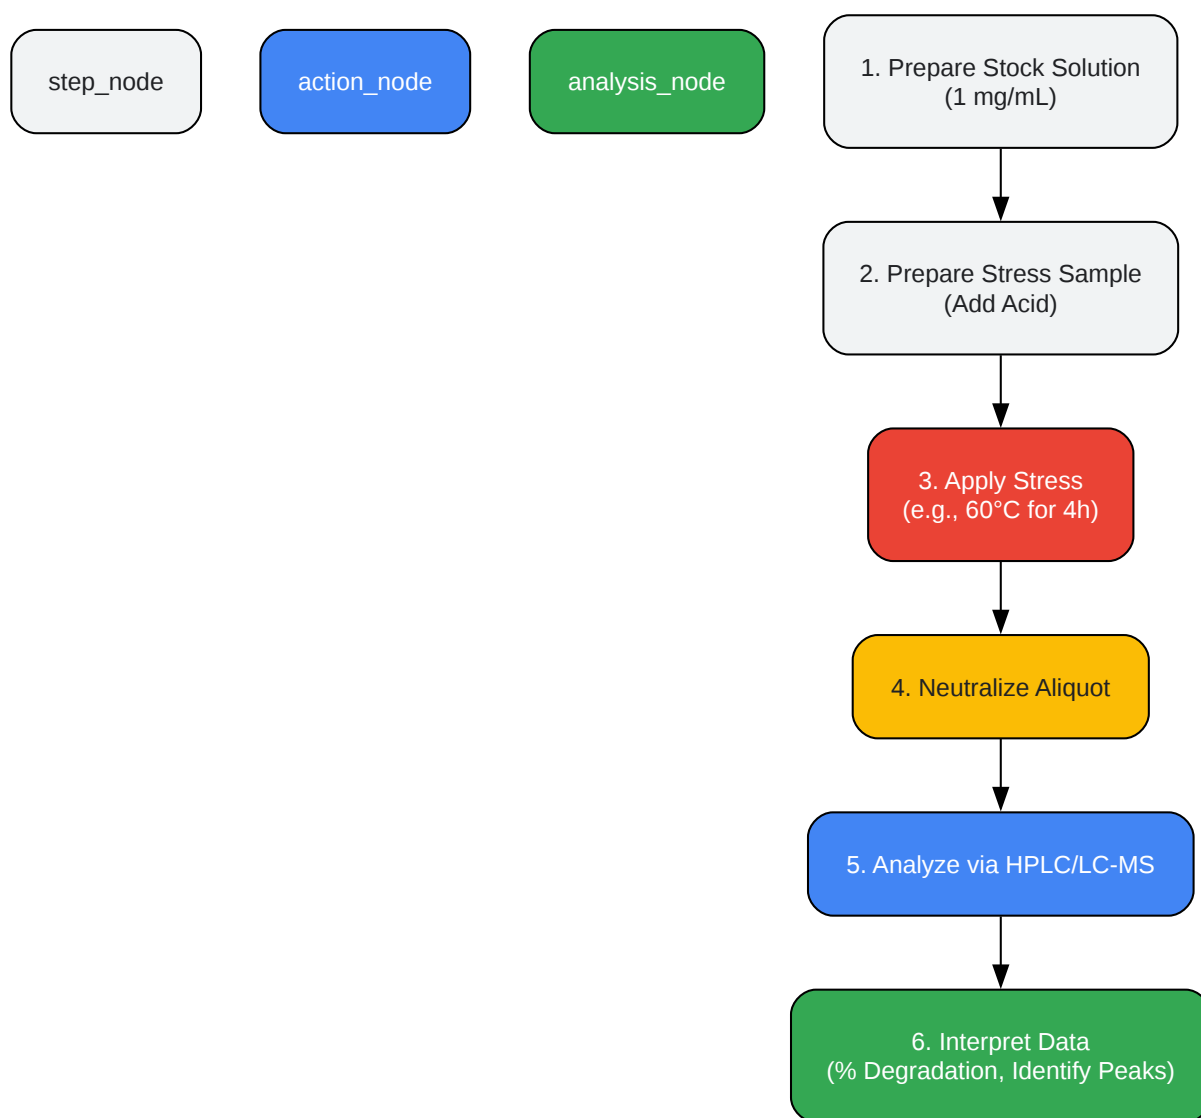 step_node
action_node
analysis_node
1. Prepare Stock Solution
(1 mg/mL)
2. Prepare Stress Sample
(Add Acid)
3. Apply Stress
(e.g., 60°C for 4h)
4. Neutralize Aliquot
5. Analyze via HPLC/LC-MS
6. Interpret Data
(% Degradation, Identify Peaks)